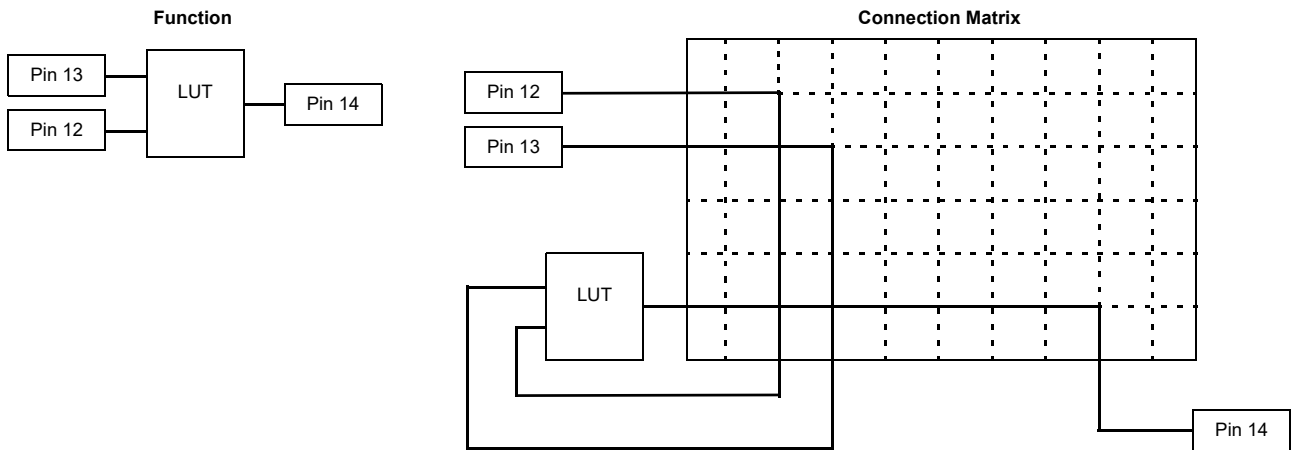 Function
Pin 13
Pin 12
LUT
Pin 14
Connection Matrix
Pin 12
Pin 13
LUT
Pin 14